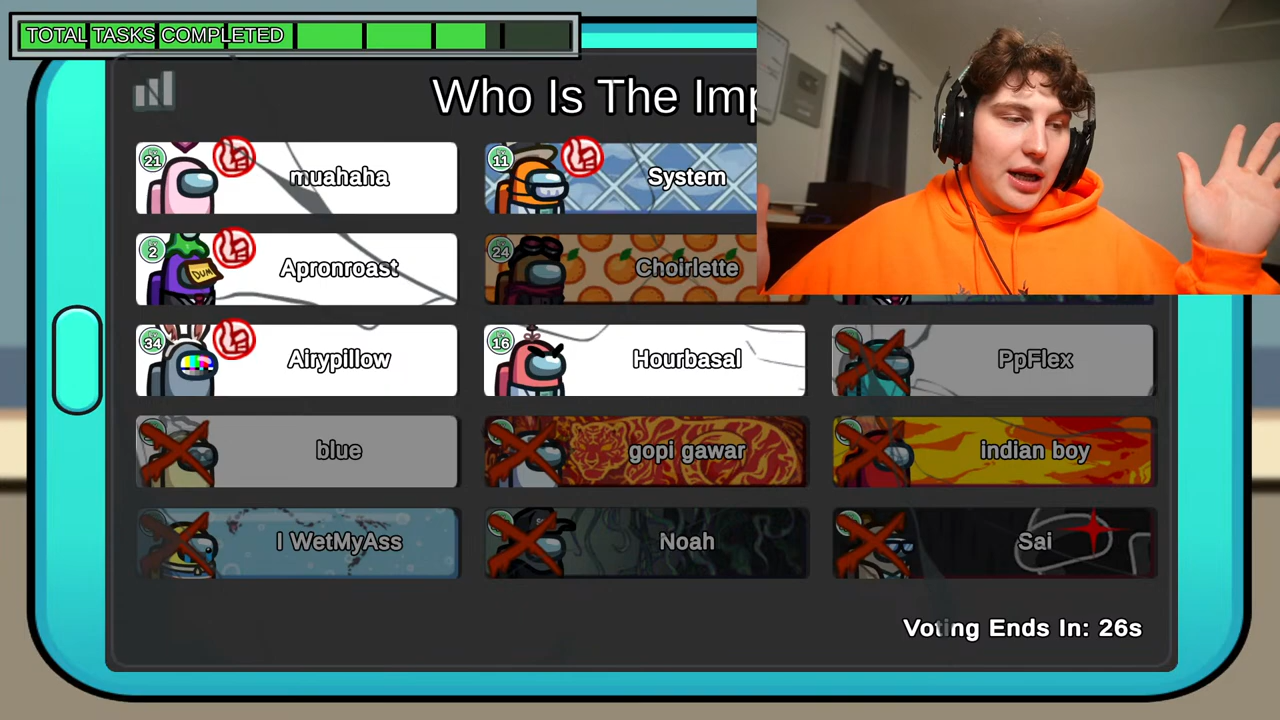 TOTAL TASKS COMPLETED
Who Is The Imp
21 muahaha
11 System
2 Apronroast
DUM
24 Choirlette
34 Airypillow
16 Hourbasal
PpFlex
blue
gopi gawar
indian boy
I WetMyAss
Noah
Sai
Voting Ends In: 26s